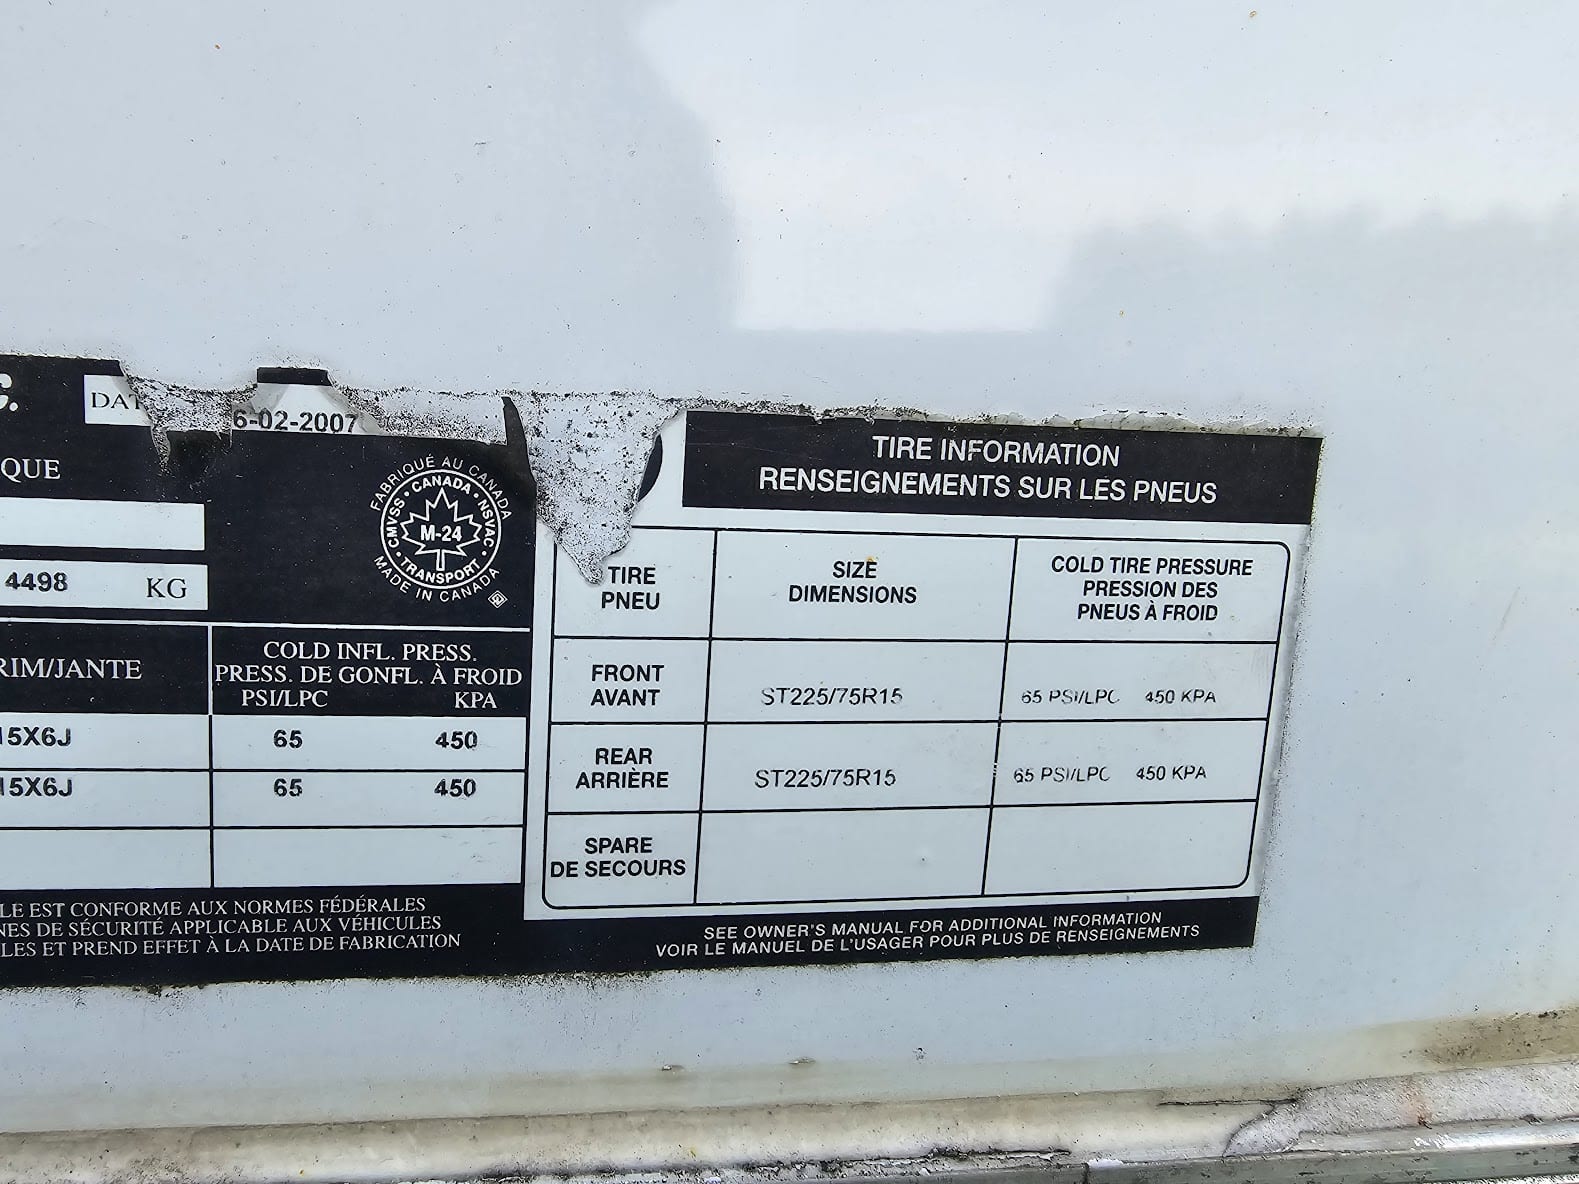 C.
DAT
6-02-2007
QUE
FABRIQUÉ AU CANADA
CMVSS · CANADA · NSVAC
M-24
TRANSPORT
MADE IN CANADA
4498 KG
RIM/JANTE
COLD INFL. PRESS.
PRESS. DE GONFL. À FROID
PSI/LPC KPA
15X6J 65 450
15X6J 65 450
LE EST CONFORME AUX NORMES FÉDÉRALES
NES DE SÉCURITÉ APPLICABLE AUX VÉHICULES
LES ET PREND EFFET À LA DATE DE FABRICATION
TIRE INFORMATION
RENSEIGNEMENTS SUR LES PNEUS
TIRE
PNEU
SIZE
DIMENSIONS
COLD TIRE PRESSURE
PRESSION DES
PNEUS À FROID
FRONT
AVANT
ST225/75R15
65 PSI/LPC 450 KPA
REAR
ARRIÈRE
ST225/75R15
65 PSI/LPC 450 KPA
SPARE
DE SECOURS
SEE OWNER'S MANUAL FOR ADDITIONAL INFORMATION
VOIR LE MANUEL DE L'USAGER POUR PLUS DE RENSEIGNEMENTS